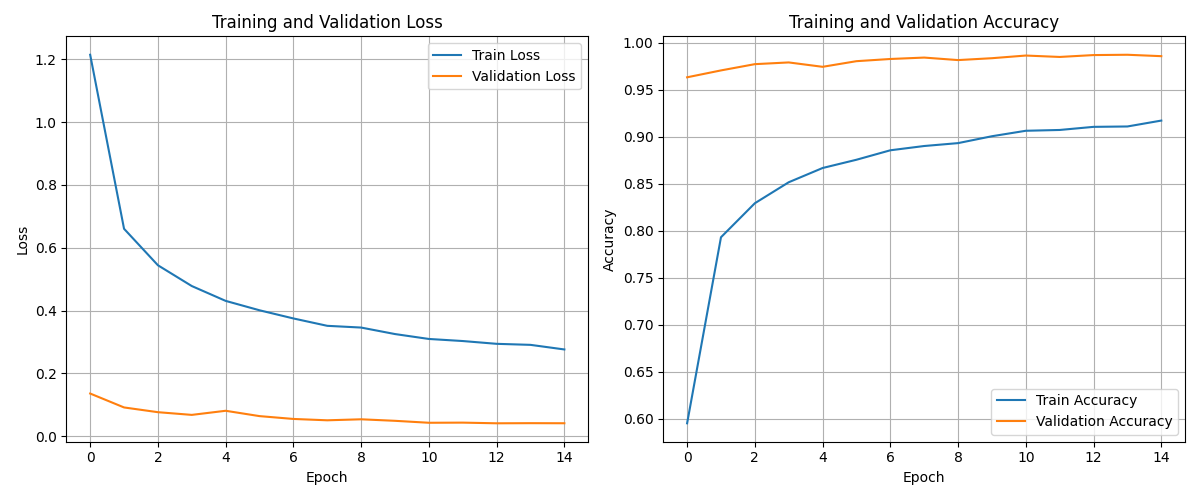 Training and Validation Loss
Train Loss
Validation Loss
1.2
1.0
0.8
0.6
0.4
0.2
0.0
Loss
0 2 4 6 8 10 12 14
Epoch
Training and Validation Accuracy
1.00
0.95
0.90
0.85
0.80
0.75
0.70
0.65
0.60
Accuracy
Train Accuracy
Validation Accuracy
0 2 4 6 8 10 12 14
Epoch